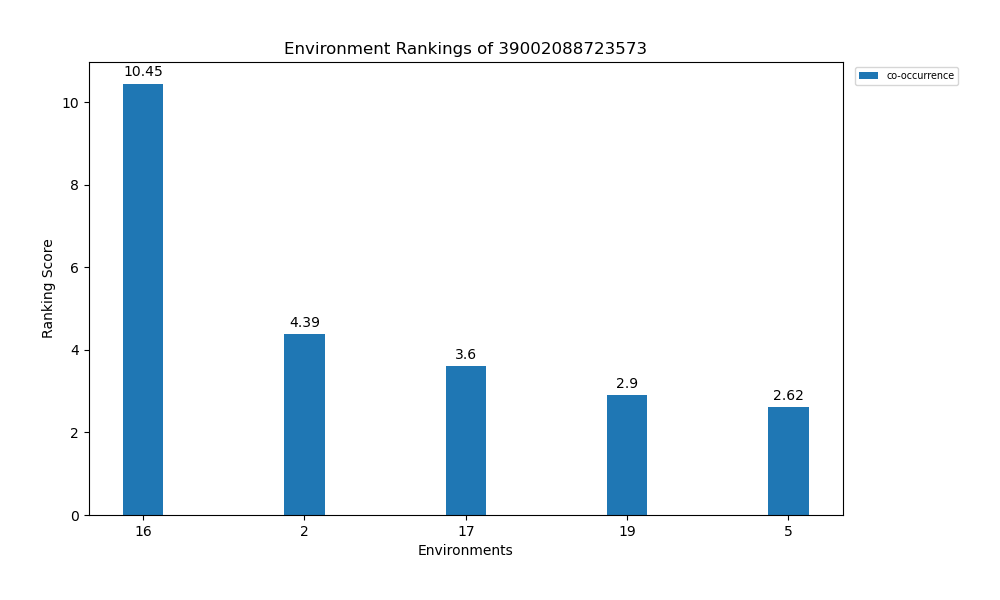 Environment Rankings of 39002088723573
co-occurrence
10.45
4.39
3.6
2.9
2.62
Ranking Score
10
8
6
4
2
0
16 2 17 19 5
Environments